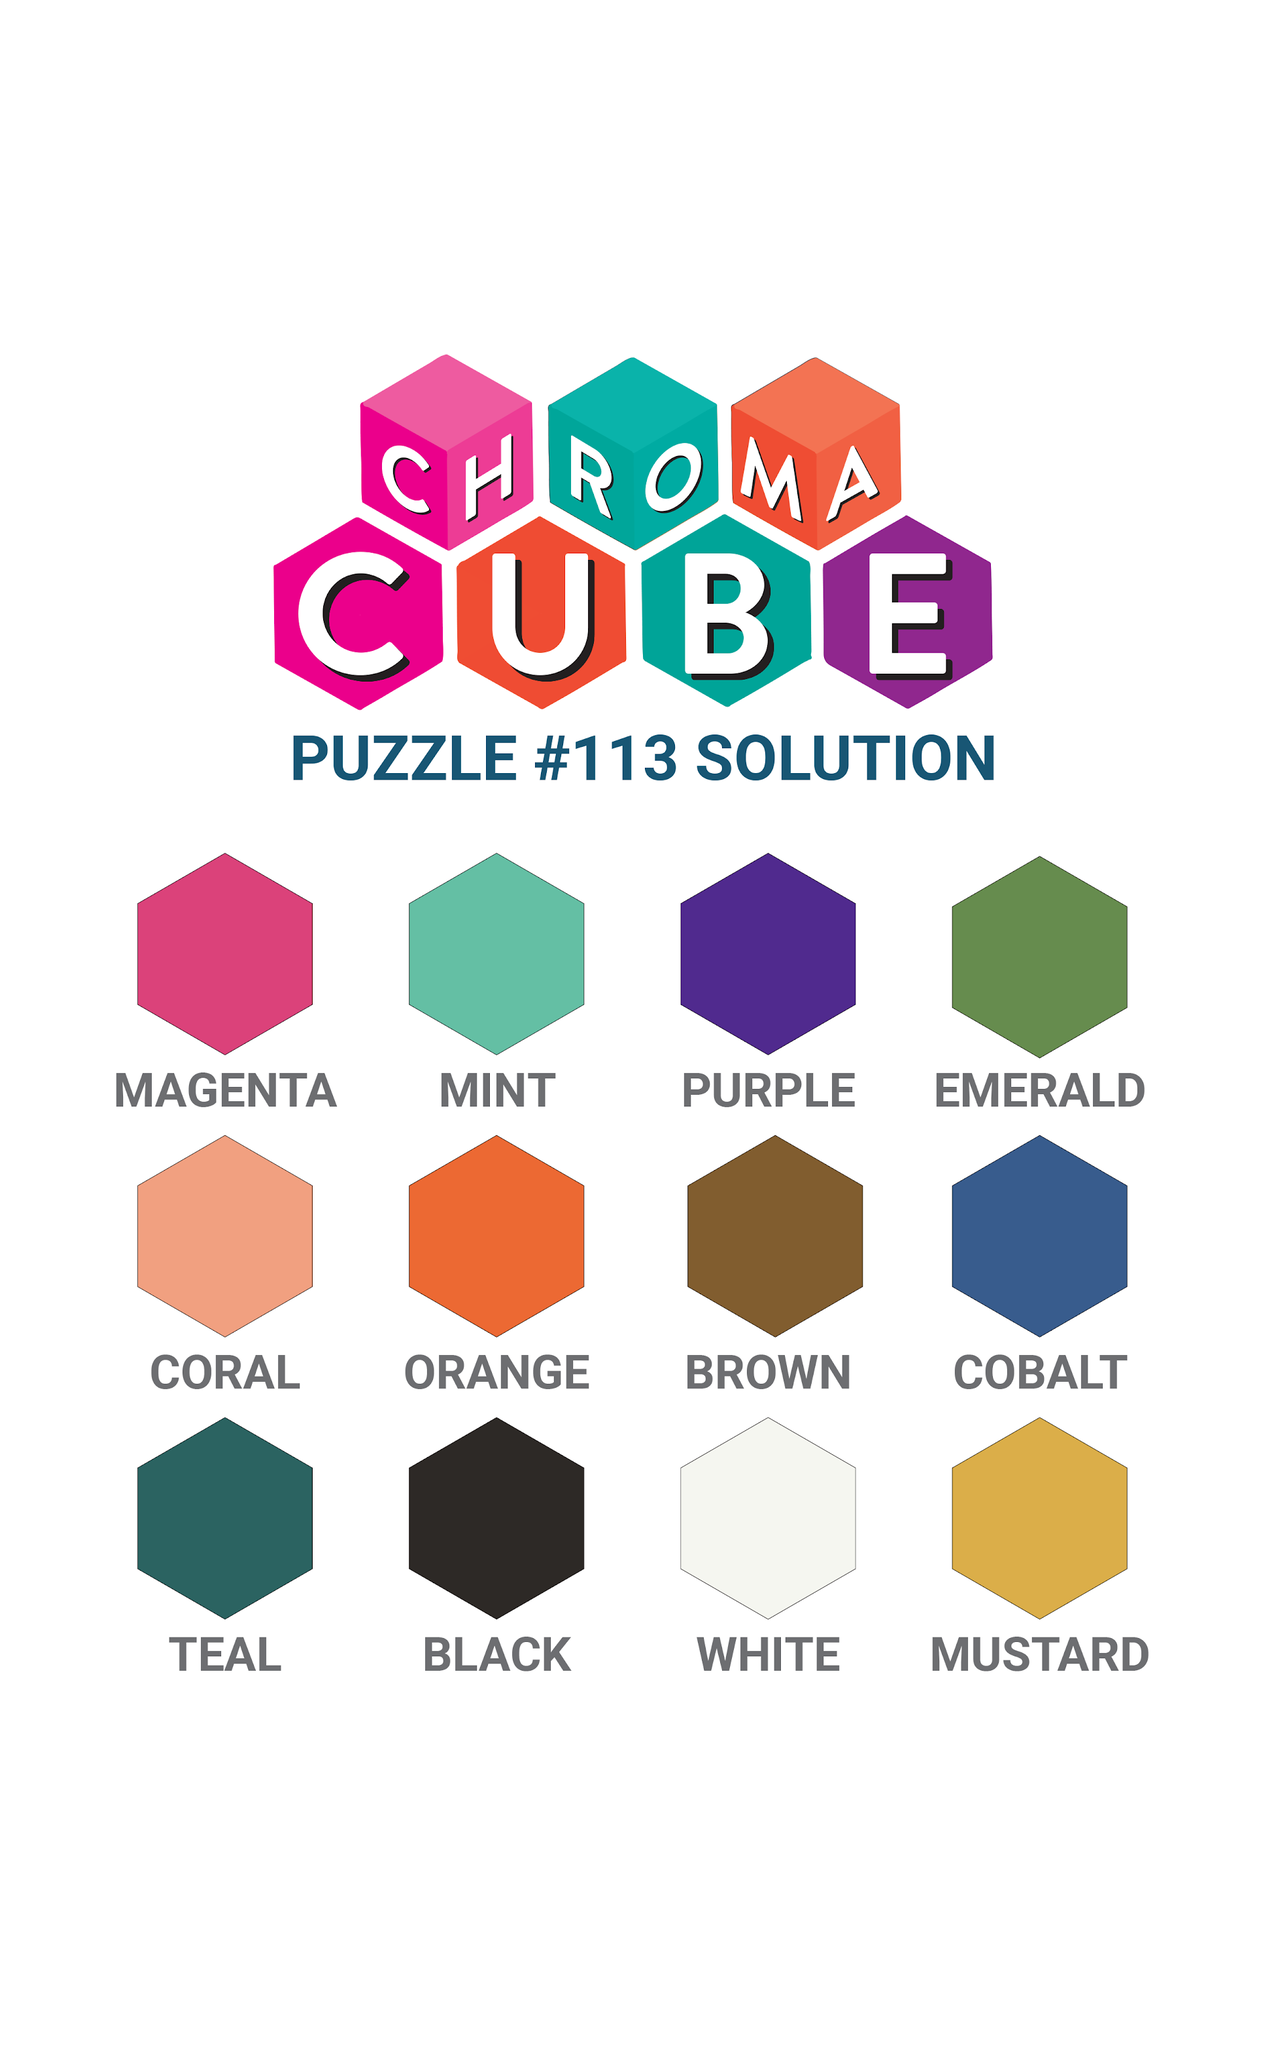 CHROMA
CUBE
PUZZLE #113 SOLUTION
MAGENTA MINT PURPLE EMERALD
CORAL ORANGE BROWN COBALT
TEAL BLACK WHITE MUSTARD